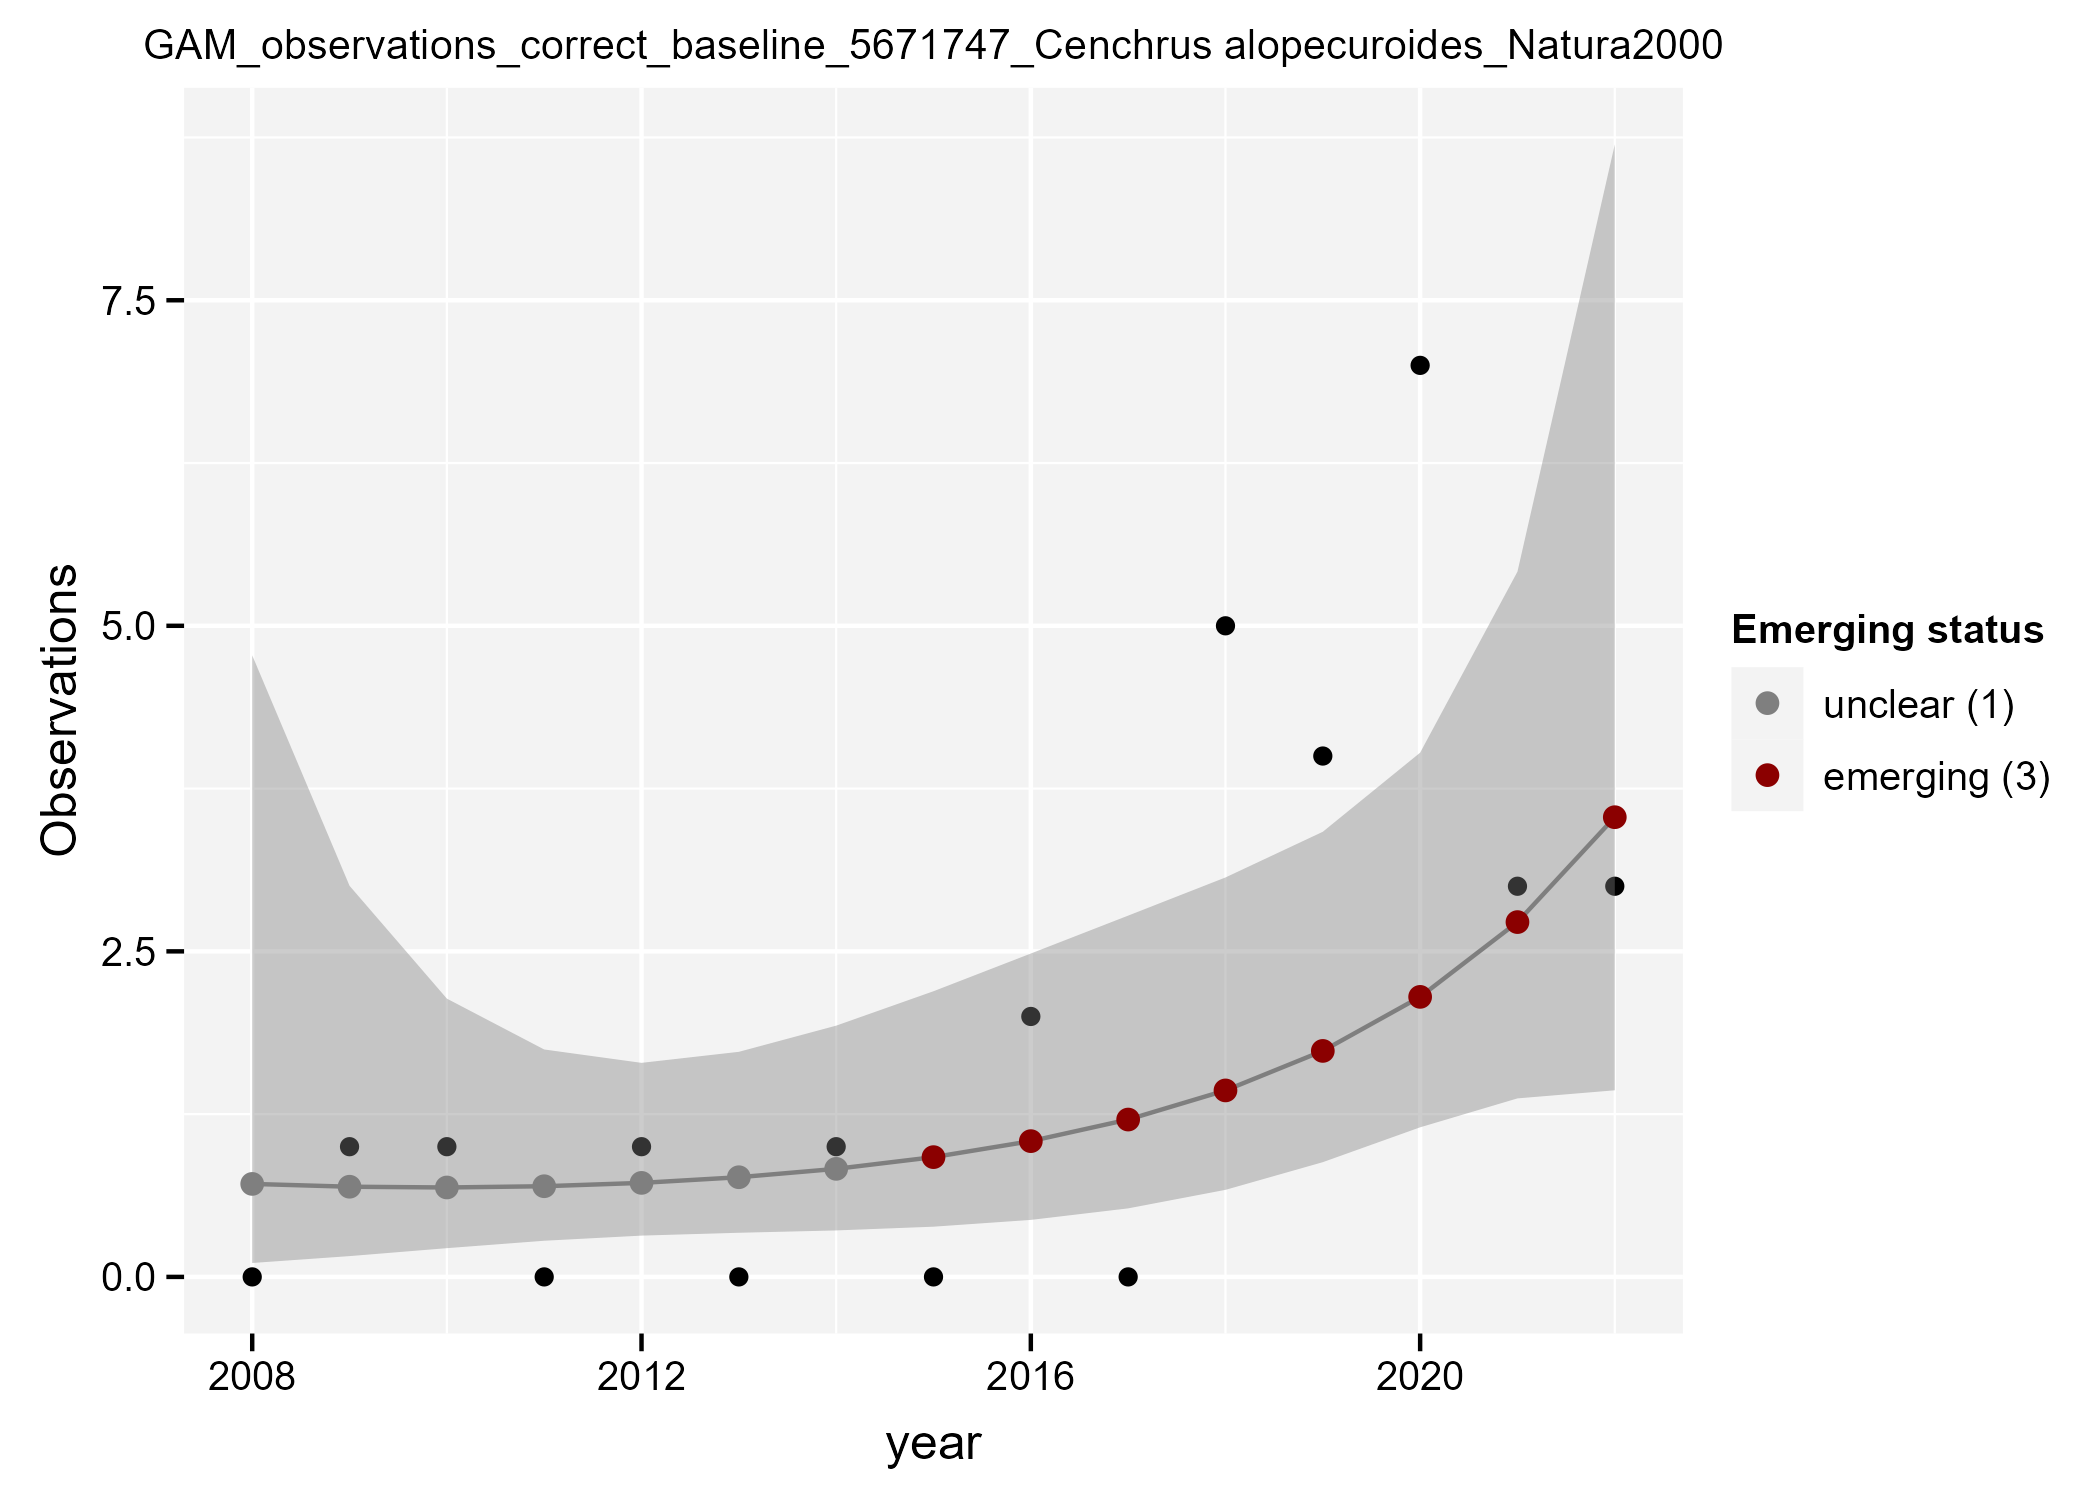 GAM_observations_correct_baseline_5671747_Cenchrus alopecuroides_Natura2000
Observations
7.5
5.0
2.5
0.0
2008
2012
2016
2020
year
Emerging status
unclear (1)
emerging (3)